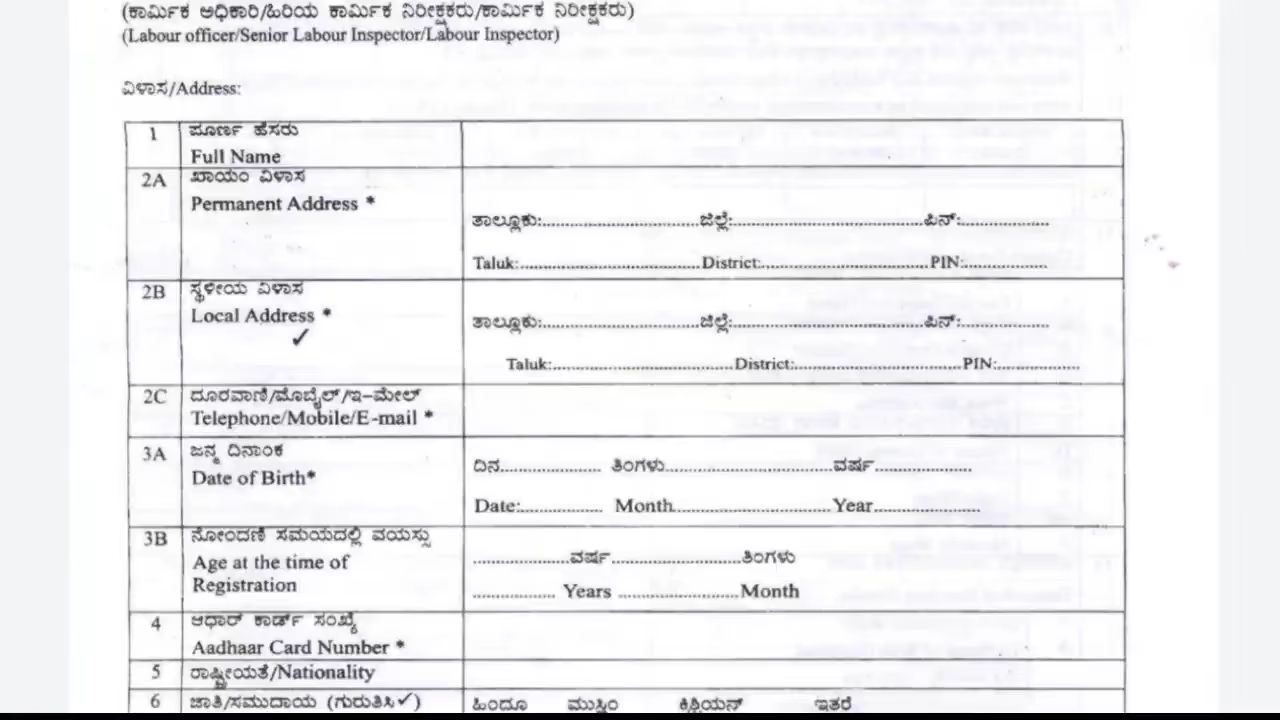 (ಕಾರ್ಮಿಕ ಅಧಿಕಾರಿ/ಹಿರಿಯ ಕಾರ್ಮಿಕ ನಿರೀಕ್ಷಕರು/ಕಾರ್ಮಿಕ ನಿರೀಕ್ಷಕರು)
(Labour officer/Senior Labour Inspector/Labour Inspector)
ವಿಳಾಸ/Address:
1 ಪೂರ್ಣ ಹೆಸರು
Full Name
2A ಖಾಯಂ ವಿಳಾಸ
Permanent Address *
ತಾಲ್ಲೂಕು:..............................ಜಿಲ್ಲೆ:..............................ಪಿನ್:..............
Taluk:..............................District:..............................PIN:..............
2B ಸ್ಥಳೀಯ ವಿಳಾಸ
Local Address *
✓
ತಾಲ್ಲೂಕು:..............................ಜಿಲ್ಲೆ:..............................ಪಿನ್:..............
Taluk:..............................District:..............................PIN:..............
2C ದೂರವಾಣಿ/ಮೊಬೈಲ್/ಇ-ಮೇಲ್
Telephone/Mobile/E-mail *
3A ಜನ್ಮ ದಿನಾಂಕ
Date of Birth*
ದಿನ.................. ತಿಂಗಳು..............................ವರ್ಷ..................
Date:............... Month............................Year....................
3B ನೋಂದಣಿ ಸಮಯದಲ್ಲಿ ವಯಸ್ಸು
Age at the time of
Registration
..................ವರ್ಷ........................ತಿಂಗಳು
............... Years ......................Month
4 ಆಧಾರ್ ಕಾರ್ಡ್ ಸಂಖ್ಯೆ
Aadhaar Card Number *
5 ರಾಷ್ಟ್ರೀಯತೆ/Nationality
6 ಜಾತಿ/ಸಮುದಾಯ (ಗುರುತಿಸಿ✓) ಹಿಂದೂ ಮುಸ್ಲಿಂ ಕ್ರಿಶ್ಚಿಯನ್ ಇತರೆ